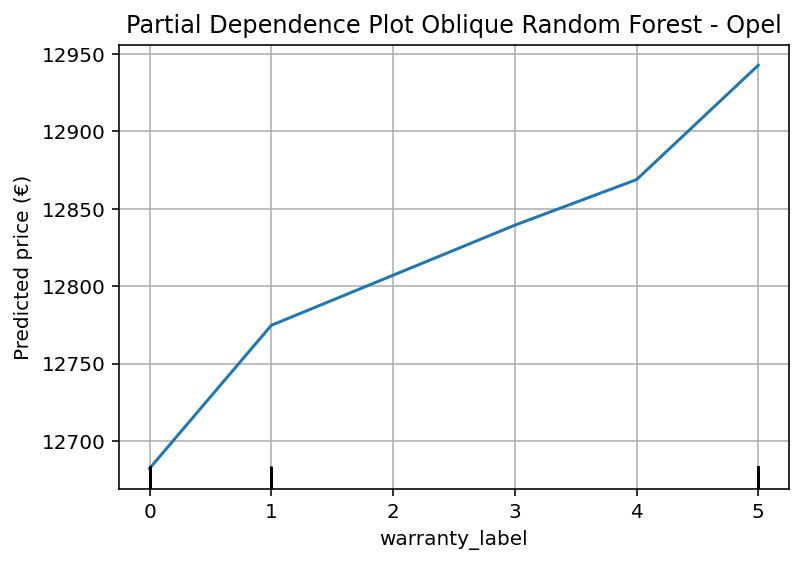 Partial Dependence Plot Oblique Random Forest - Opel
12950
12900
12850
12800
12750
12700
Predicted price (€)
0 1 2 3 4 5
warranty_label